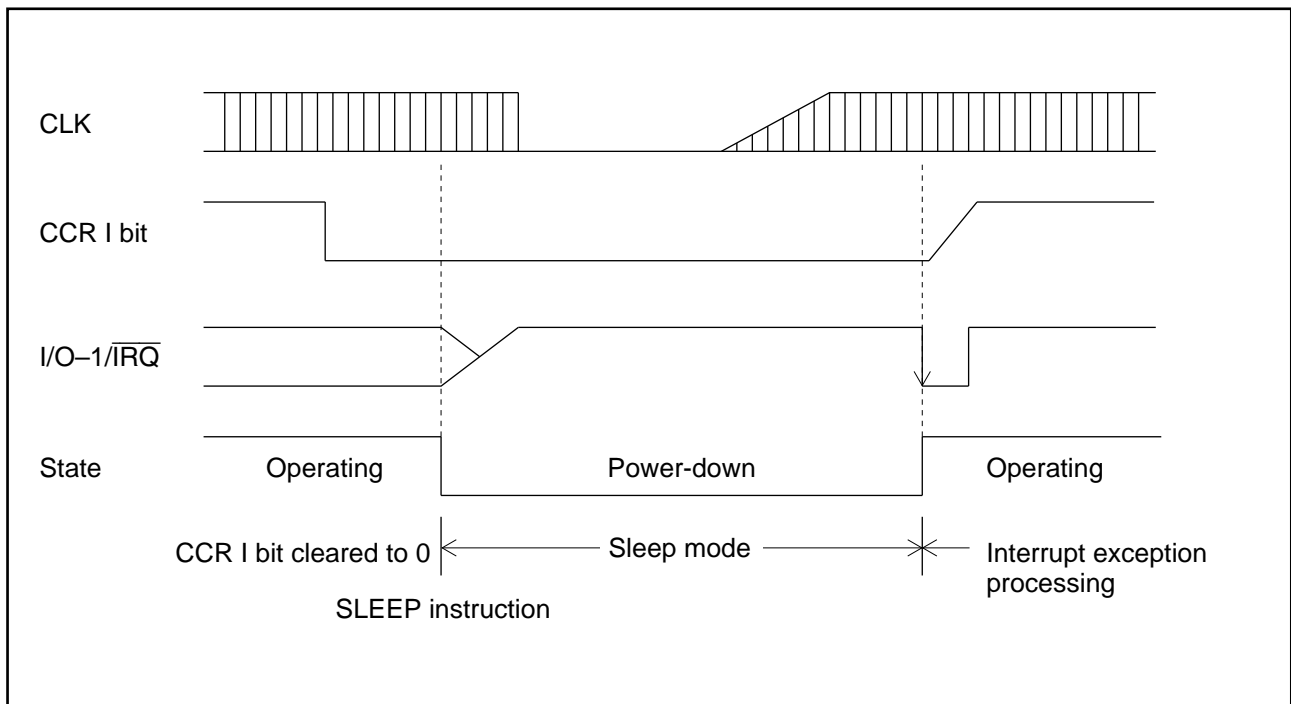 CLK
CCR I bit
I/O–1/I̅R̅Q̅
State
Operating
Power-down
Operating
CCR I bit cleared to 0
Sleep mode
Interrupt exception
processing
SLEEP instruction